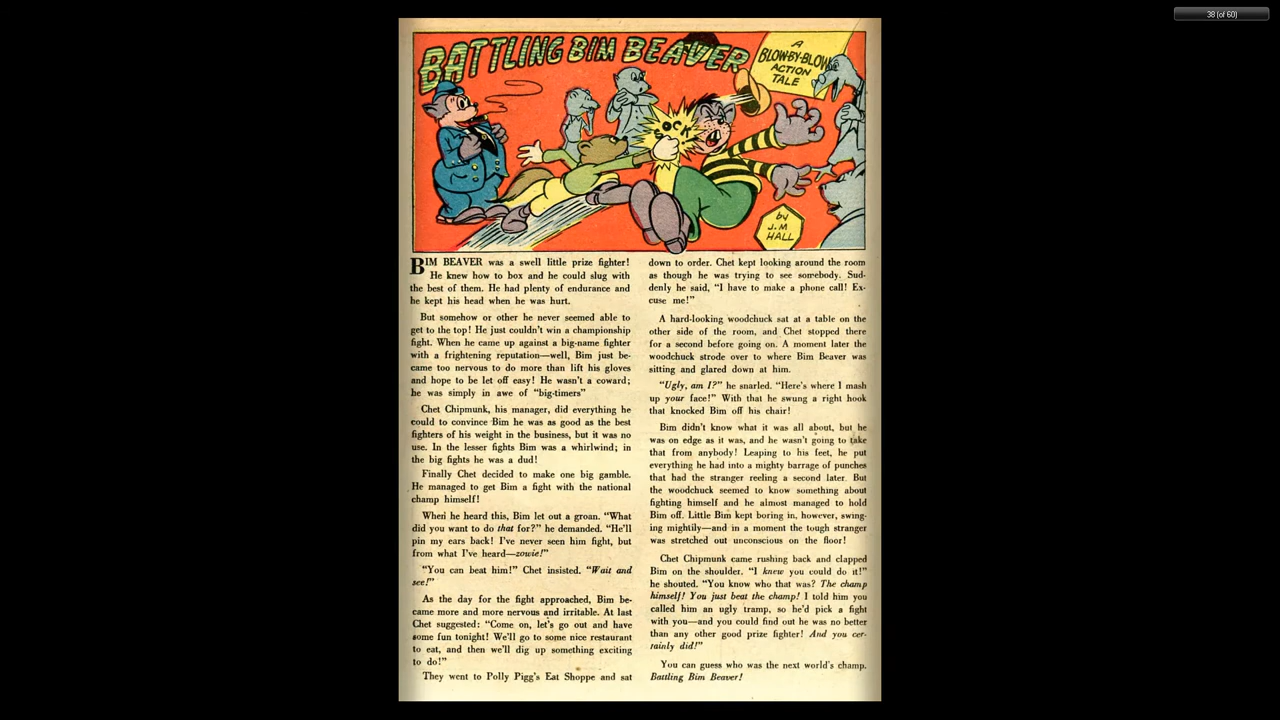 38 (of 60)
BATTLING BIM BEAVER
A
BLOW-BY-BLOW
ACTION
TALE
SOCK
by
J.M
HALL
BIM BEAVER was a swell little prize fighter!
He knew how to box and he could slug with
the best of them. He had plenty of endurance and
he kept his head when he was hurt.
But somehow or other he never seemed able to
get to the top! He just couldn't win a championship
fight. When he came up against a big-name fighter
with a frightening reputation—well, Bim just be-
came too nervous to do more than lift his gloves
and hope to be let off easy! He wasn't a coward;
he was simply in awe of "big-timers"
Chet Chipmunk, his manager, did everything he
could to convince Bim he was as good as the best
fighters of his weight in the business, but it was no
use. In the lesser fights Bim was a whirlwind; in
the big fights he was a dud!
Finally Chet decided to make one big gamble.
He managed to get Bim a fight with the national
champ himself!
When he heard this, Bim let out a groan. "What
did you want to do that for?" he demanded. "He'll
pin my ears back! I've never seen him fight, but
from what I've heard—zowie!"
"You can beat him!" Chet insisted. "Wait and
see!"
As the day for the fight approached, Bim be-
came more and more nervous and irritable. At last
Chet suggested: "Come on, let's go out and have
some fun tonight! We'll go to some nice restaurant
to eat, and then we'll dig up something exciting
to do!"
They went to Polly Pigg's Eat Shoppe and sat
down to order. Chet kept looking around the room
as though he was trying to see somebody. Sud-
denly he said, "I have to make a phone call! Ex-
cuse me!"
A hard-looking woodchuck sat at a table on the
other side of the room, and Chet stopped there
for a second before going on. A moment later the
woodchuck strode over to where Bim Beaver was
sitting and glared down at him.
"Ugly, am I?" he snarled. "Here's where I mash
up your face!" With that he swung a right hook
that knocked Bim off his chair!
Bim didn't know what it was all about, but he
was on edge as it was, and he wasn't going to take
that from anybody! Leaping to his feet, he put
everything he had into a mighty barrage of punches
that had the stranger reeling a second later. But
the woodchuck seemed to know something about
fighting himself and he almost managed to hold
Bim off. Little Bim kept boring in, however, swing-
ing mightily—and in a moment the tough stranger
was stretched out unconscious on the floor!
Chet Chipmunk came rushing back and clapped
Bim on the shoulder. "I knew you could do it!"
he shouted. "You know who that was? The champ
himself! You just beat the champ! I told him you
called him an ugly tramp, so he'd pick a fight
with you—and you could find out he was no better
than any other good prize fighter! And you cer-
tainly did!"
You can guess who was the next world's champ.
Battling Bim Beaver!